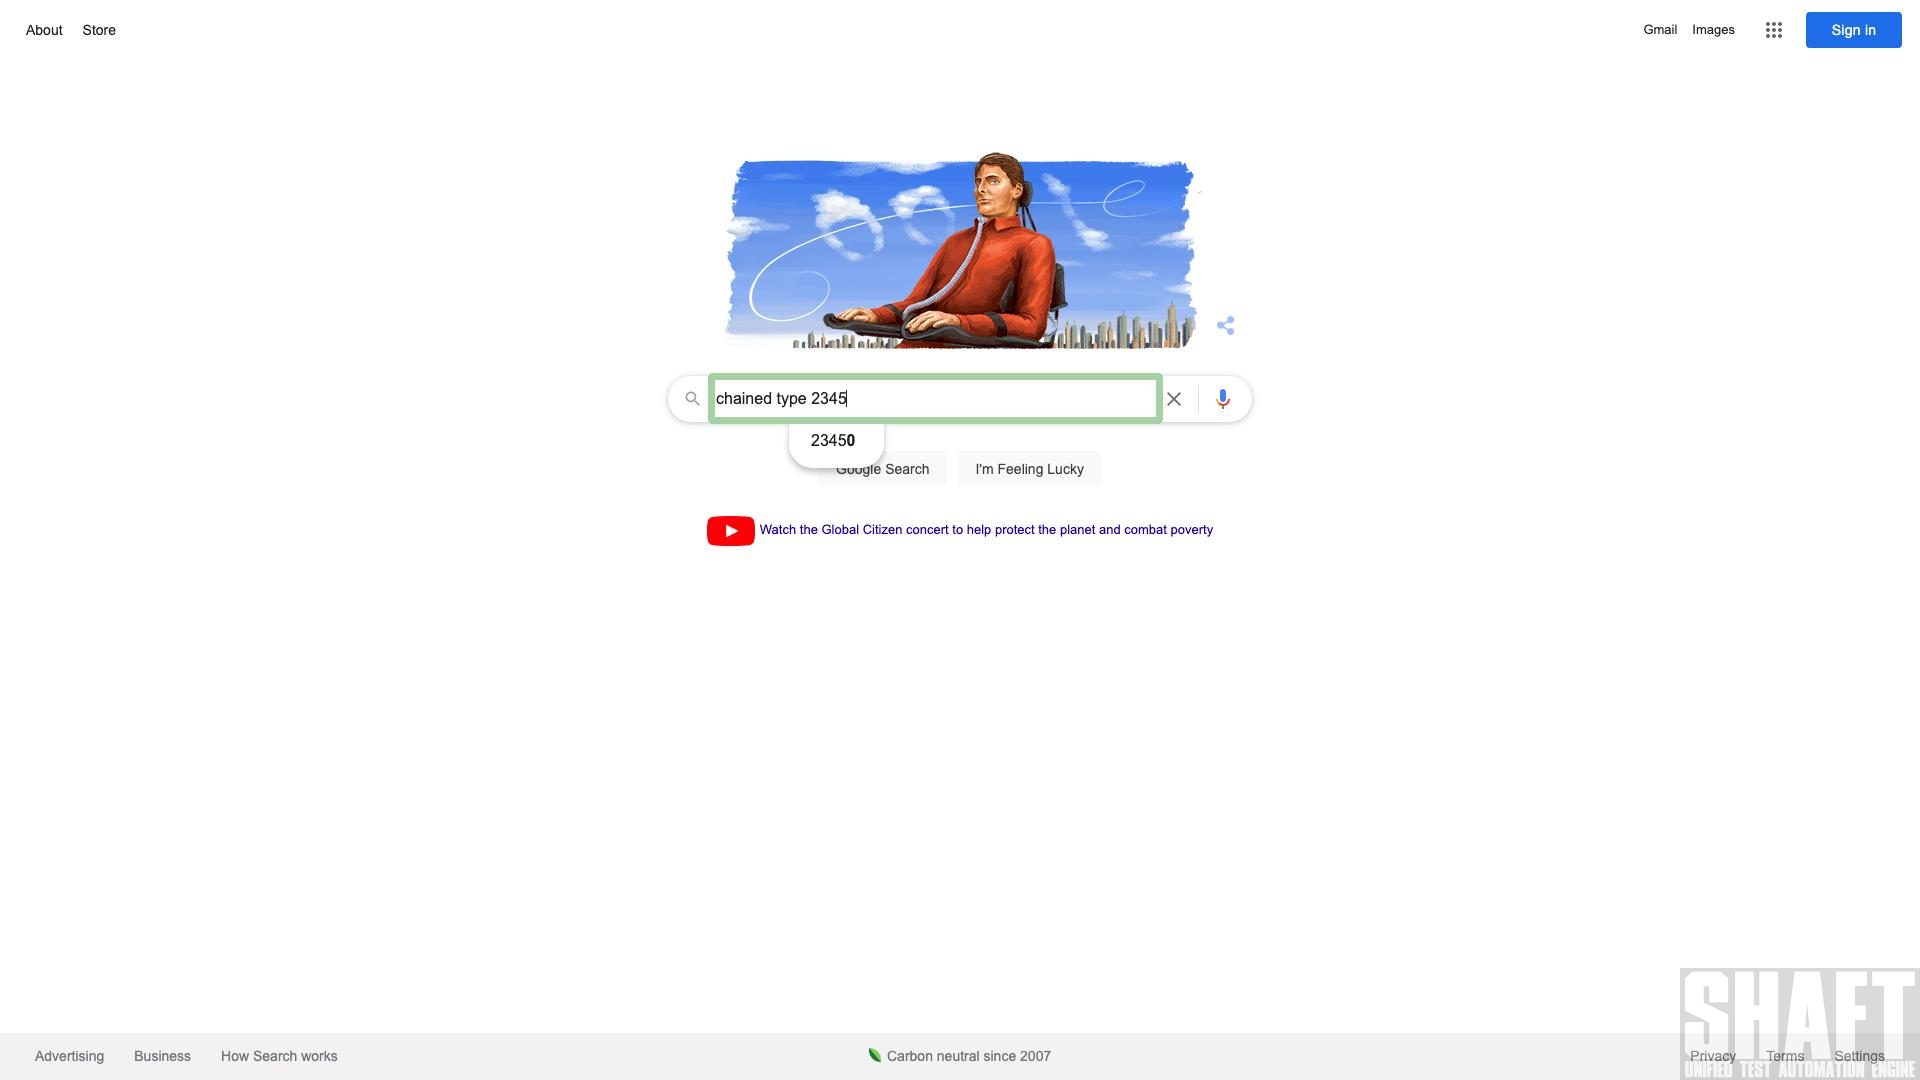 About Store
Gmail Images Sign in
chained type 2345
23450
Google Search I'm Feeling Lucky
Watch the Global Citizen concert to help protect the planet and combat poverty
Advertising Business How Search works
Carbon neutral since 2007
Privacy Terms Settings
SHAFT
UNIFIED TEST AUTOMATION ENGINE